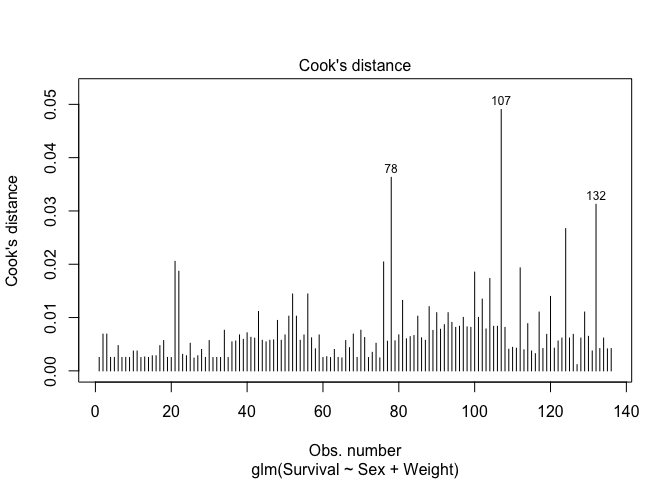 Cook's distance
107
78
132
Cook's distance
0.05
0.04
0.03
0.02
0.01
0.00
0 20 40 60 80 100 120 140
Obs. number
glm(Survival ~ Sex + Weight)